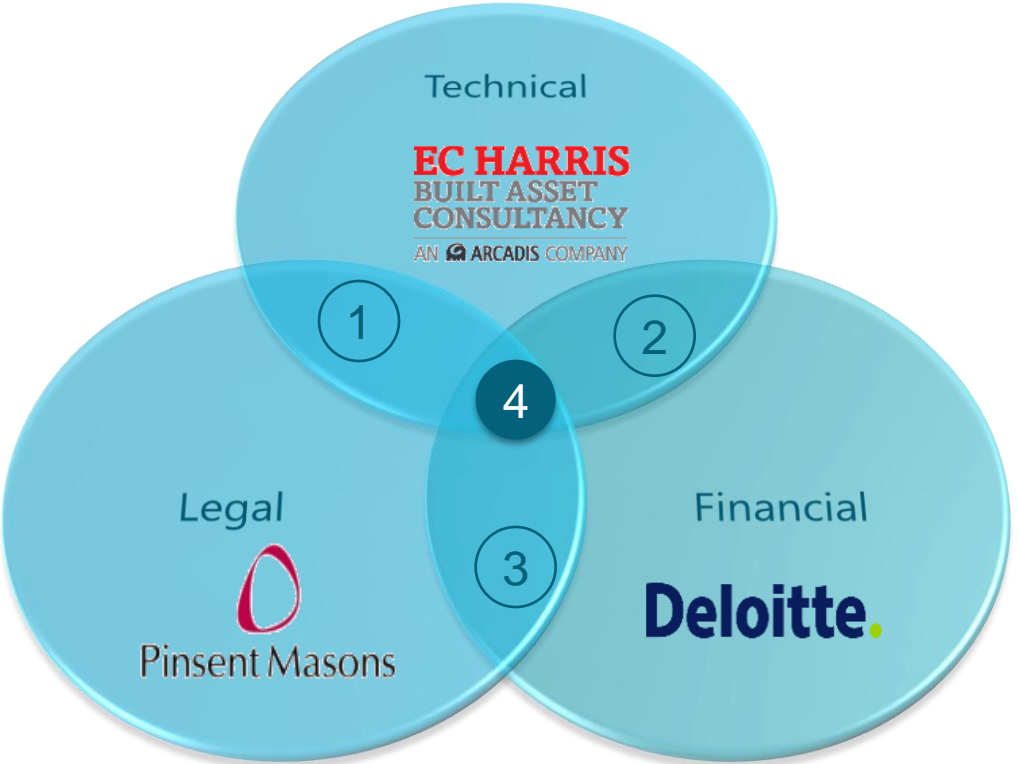 Technical
EC HARRIS
BUILT ASSET
CONSULTANCY
AN ARCADIS COMPANY
1
2
4
Legal
Financial
3
Pinsent Masons
Deloitte.